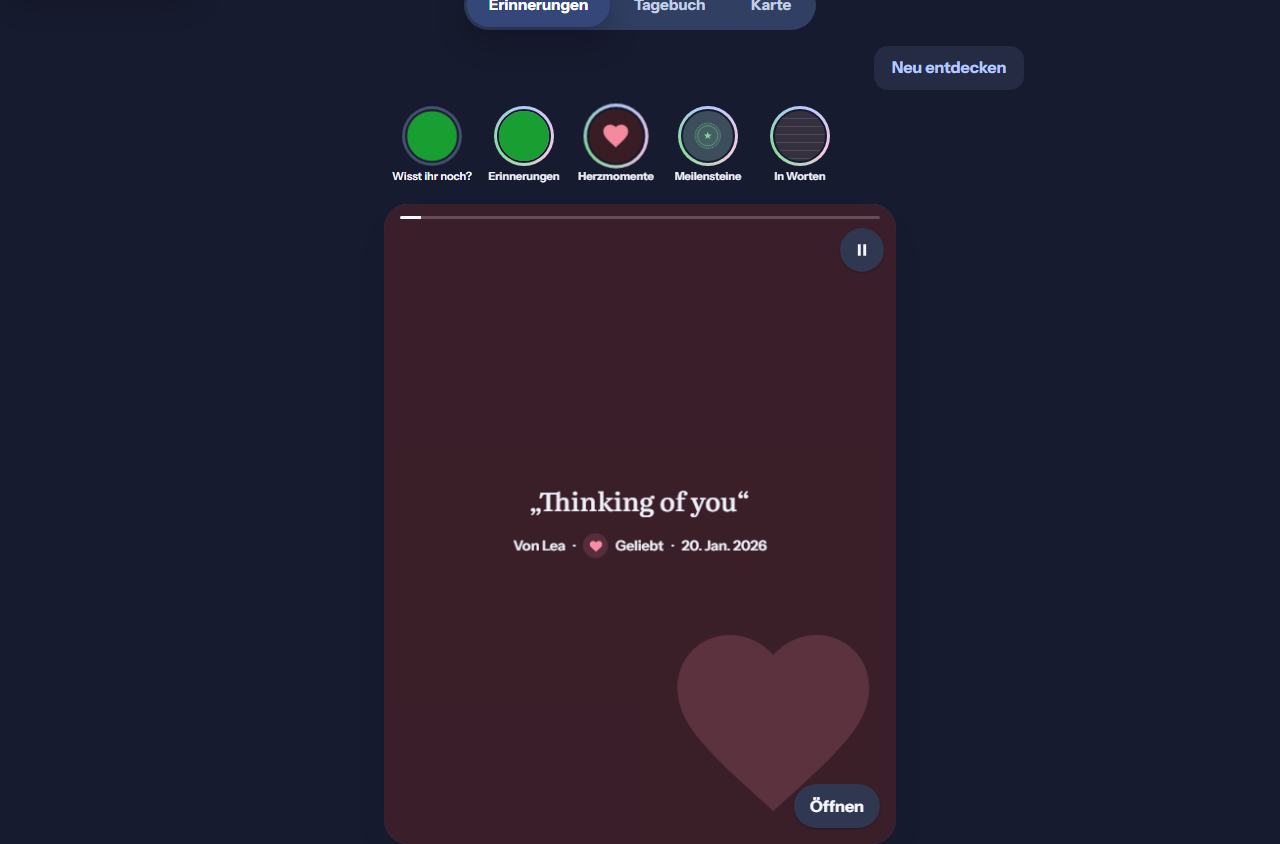 Erinnerungen Tagebuch Karte
Neu entdecken
Wisst ihr noch? Erinnerungen Herzmomente Meilensteine In Worten
„Thinking of you“
Von Lea · Geliebt · 20. Jan. 2026
Öffnen